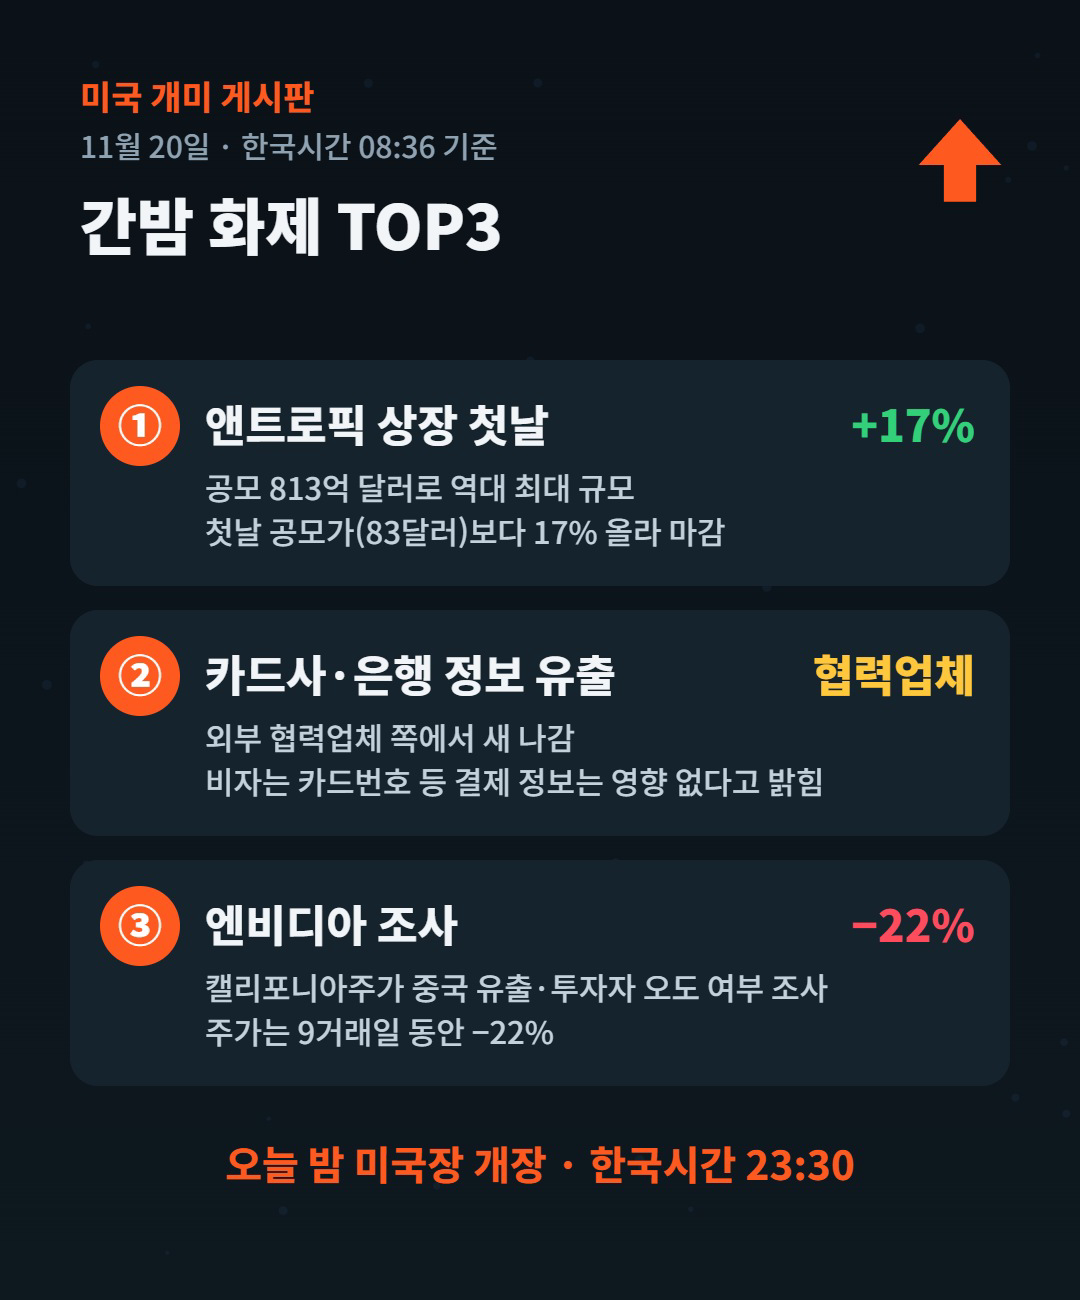 미국 개미 게시판
11월 20일 · 한국시간 08:36 기준
간밤 화제 TOP3
① 앤트로픽 상장 첫날 +17%
공모 813억 달러로 역대 최대 규모
첫날 공모가(83달러)보다 17% 올라 마감
② 카드사·은행 정보 유출 협력업체
외부 협력업체 쪽에서 새 나감
비자는 카드번호 등 결제 정보는 영향 없다고 밝힘
③ 엔비디아 조사 −22%
캘리포니아주가 중국 유출·투자자 오도 여부 조사
주가는 9거래일 동안 −22%
오늘 밤 미국장 개장 · 한국시간 23:30